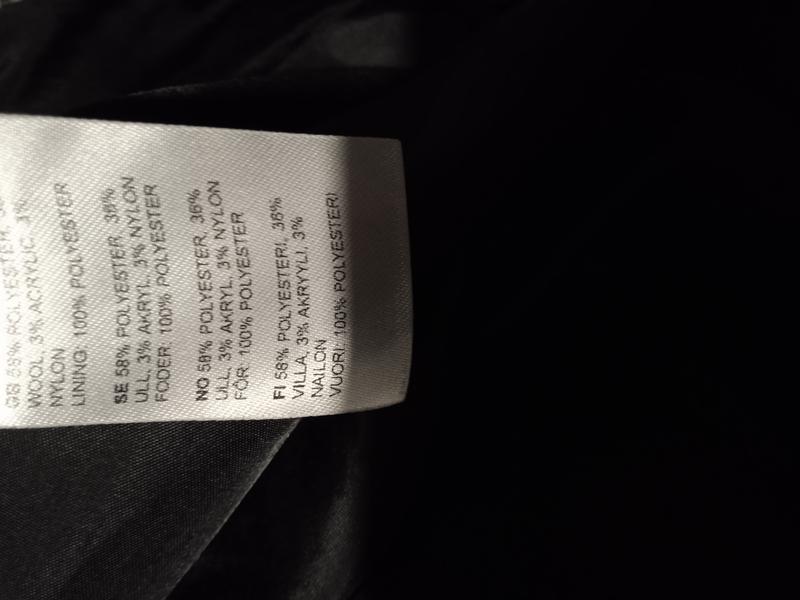 GB 58% POLYESTER, 36%
WOOL, 3% ACRYLIC, 3%
NYLON
LINING: 100% POLYESTER
SE 58% POLYESTER, 36%
ULL, 3% AKRYL, 3% NYLON
FODER: 100% POLYESTER
NO 58% POLYESTER, 36%
ULL, 3% AKRYL, 3% NYLON
FÔR: 100% POLYESTER
FI 58% POLYESTERI, 36%
VILLA, 3% AKRYYLI, 3%
NAILON
VUORI: 100% POLYESTERI